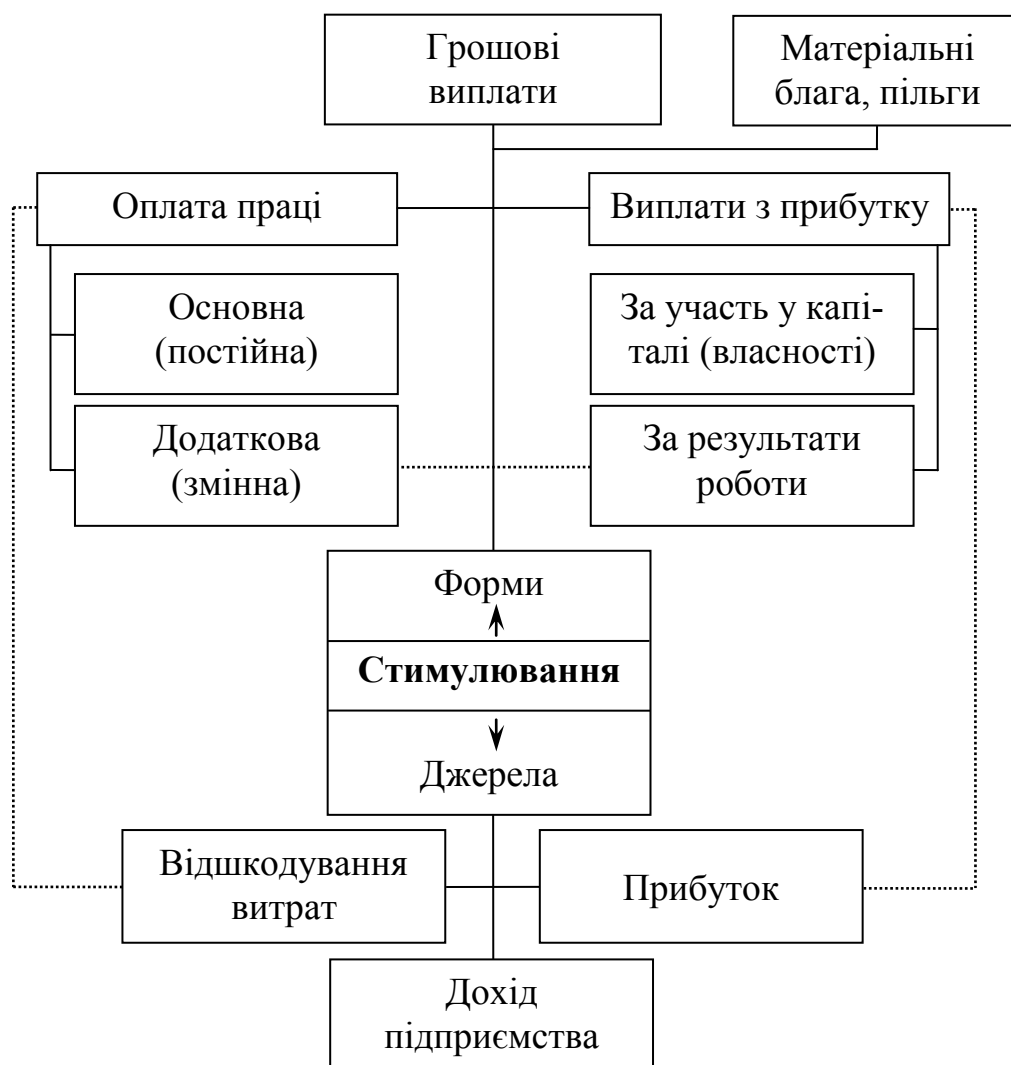 Грошові
виплати
Матеріальні
блага, пільги
Оплата праці
Виплати з прибутку
Основна
(постійна)
За участь у капі-
талі (власності)
Додаткова
(змінна)
За результати
роботи
Форми
Стимулювання
Джерела
Відшкодування
витрат
Прибуток
Дохід
підприємства